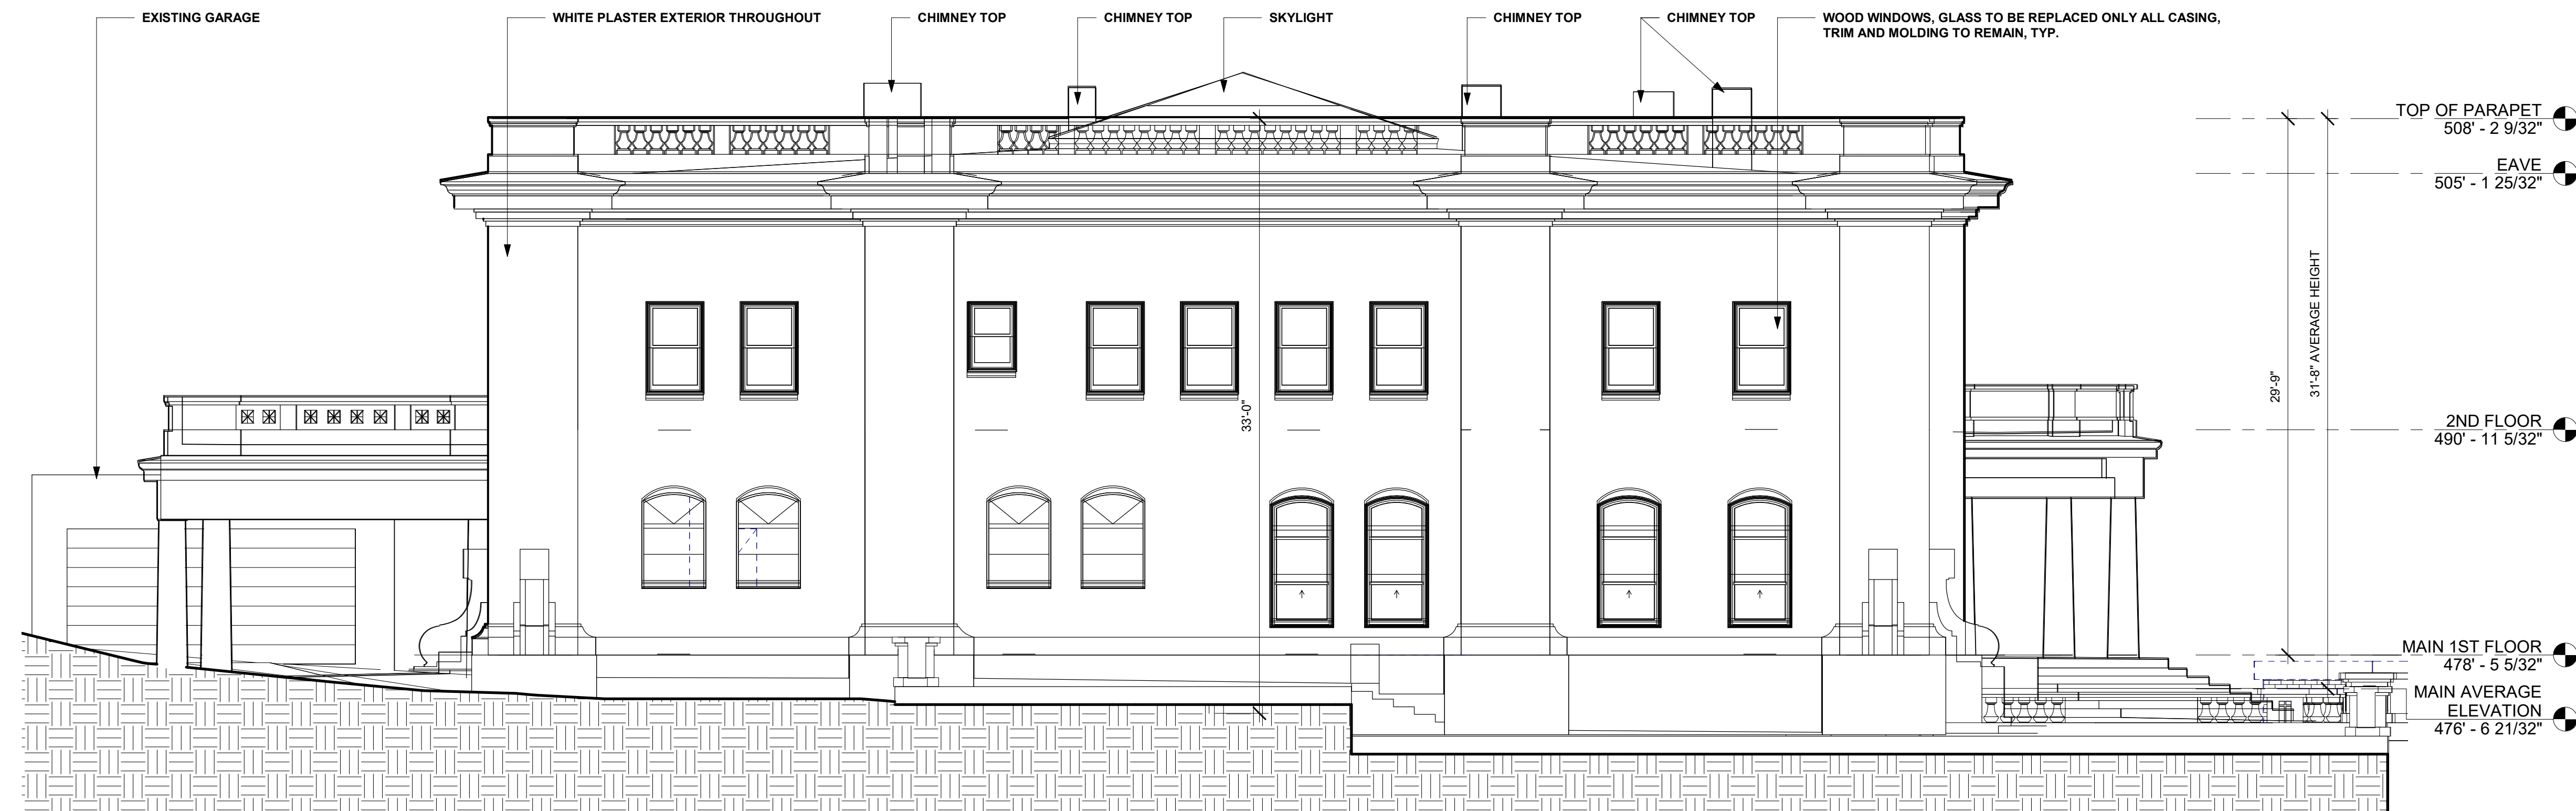 EXISTING GARAGE
WHITE PLASTER EXTERIOR THROUGHOUT
CHIMNEY TOP
CHIMNEY TOP
SKYLIGHT
CHIMNEY TOP
CHIMNEY TOP
WOOD WINDOWS, GLASS TO BE REPLACED ONLY ALL CASING,
TRIM AND MOLDING TO REMAIN, TYP.
TOP OF PARAPET
508' - 2 9/32"
EAVE
505' - 1 25/32"
33'-0"
29'-9"
31'-8" AVERAGE HEIGHT
2ND FLOOR
490' - 11 5/32"
MAIN 1ST FLOOR
478' - 5 5/32"
MAIN AVERAGE
ELEVATION
476' - 6 21/32"